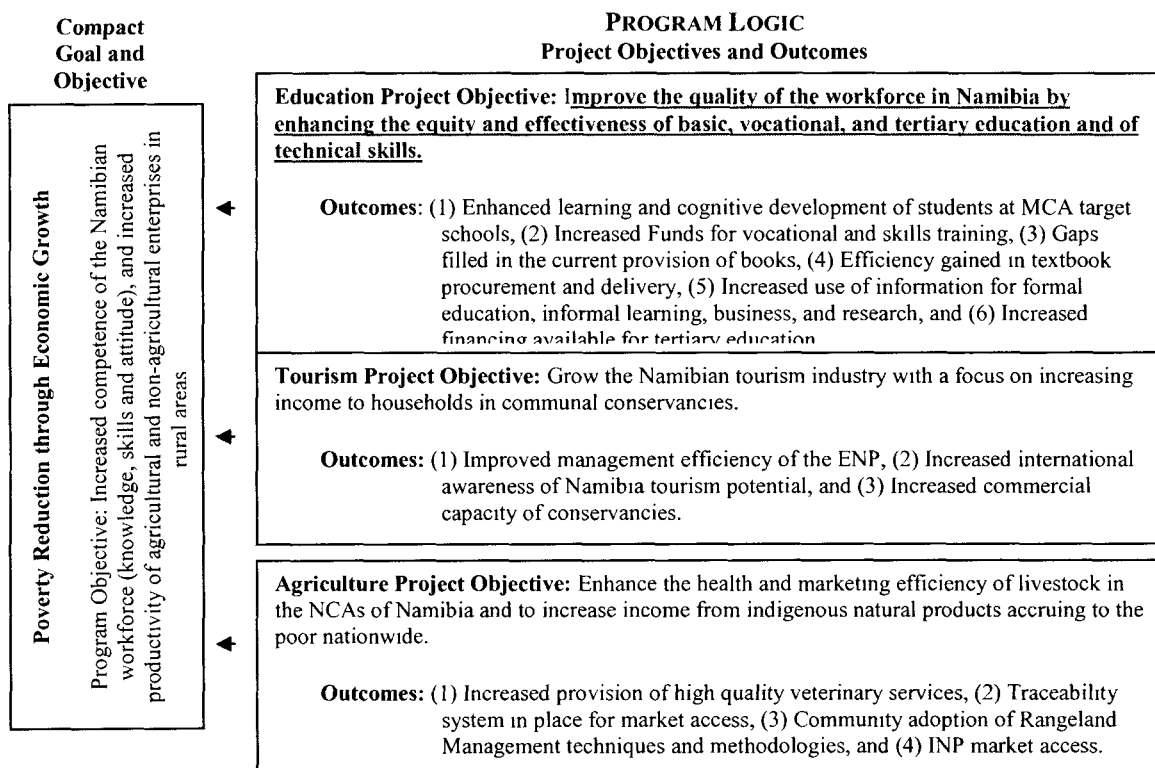 Compact
Goal and
Objective
PROGRAM LOGIC
Project Objectives and Outcomes
Poverty Reduction through Economic Growth
Program Objective: Increased competence of the Namibian
workforce (knowledge, skills and attitude), and increased
productivity of agricultural and non-agricultural enterprises in
rural areas
Education Project Objective: Improve the quality of the workforce in Namibia by
enhancing the equity and effectiveness of basic, vocational, and tertiary education and of
technical skills.
Outcomes: (1) Enhanced learning and cognitive development of students at MCA target
schools, (2) Increased Funds for vocational and skills training, (3) Gaps
filled in the current provision of books, (4) Efficiency gained in textbook
procurement and delivery, (5) Increased use of information for formal
education, informal learning, business, and research, and (6) Increased
financing available for tertiary education
Tourism Project Objective: Grow the Namibian tourism industry with a focus on increasing
income to households in communal conservancies.
Outcomes: (1) Improved management efficiency of the ENP, (2) Increased international
awareness of Namibia tourism potential, and (3) Increased commercial
capacity of conservancies.
Agriculture Project Objective: Enhance the health and marketing efficiency of livestock in
the NCAs of Namibia and to increase income from indigenous natural products accruing to the
poor nationwide.
Outcomes: (1) Increased provision of high quality veterinary services, (2) Traceability
system in place for market access, (3) Community adoption of Rangeland
Management techniques and methodologies, and (4) INP market access.